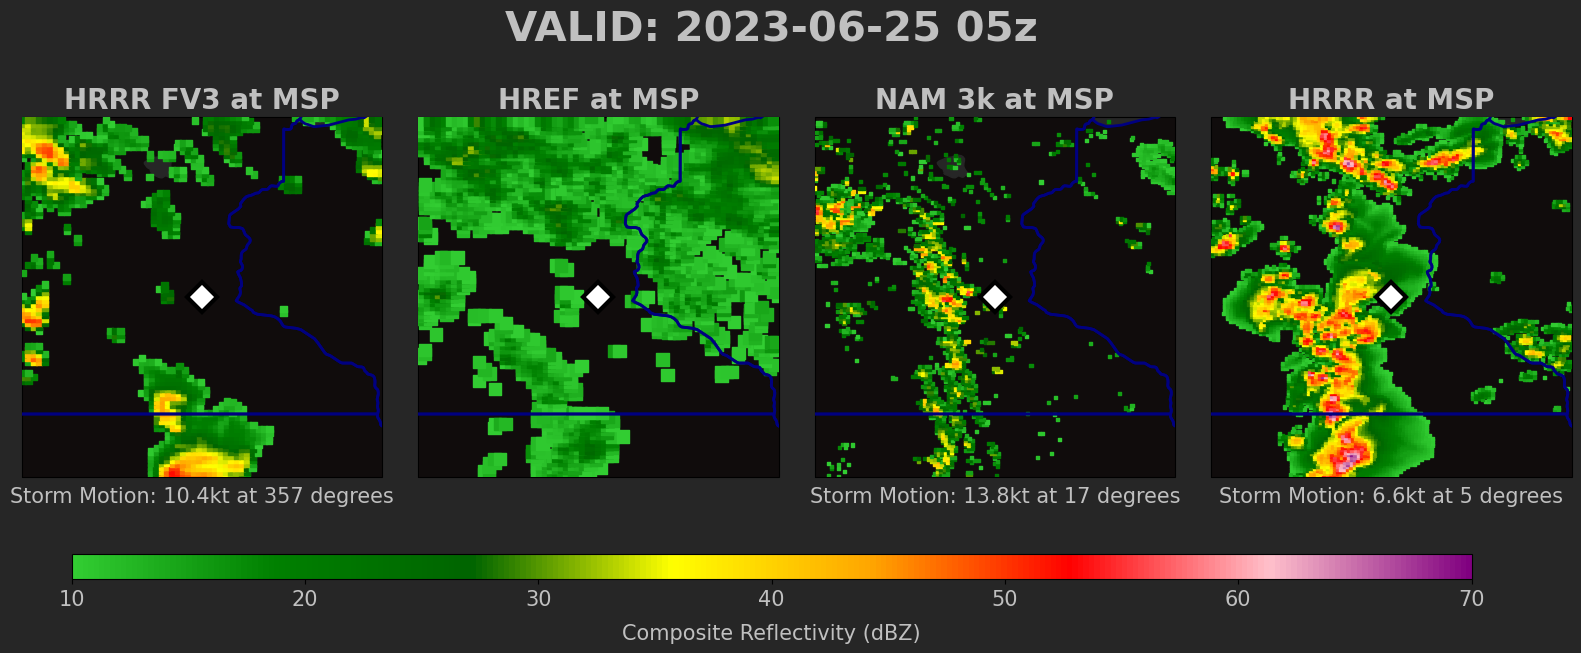 VALID: 2023-06-25 05z
HRRR FV3 at MSP
HREF at MSP
NAM 3k at MSP
HRRR at MSP
Storm Motion: 10.4kt at 357 degrees
Storm Motion: 13.8kt at 17 degrees
Storm Motion: 6.6kt at 5 degrees
10 20 30 40 50 60 70
Composite Reflectivity (dBZ)